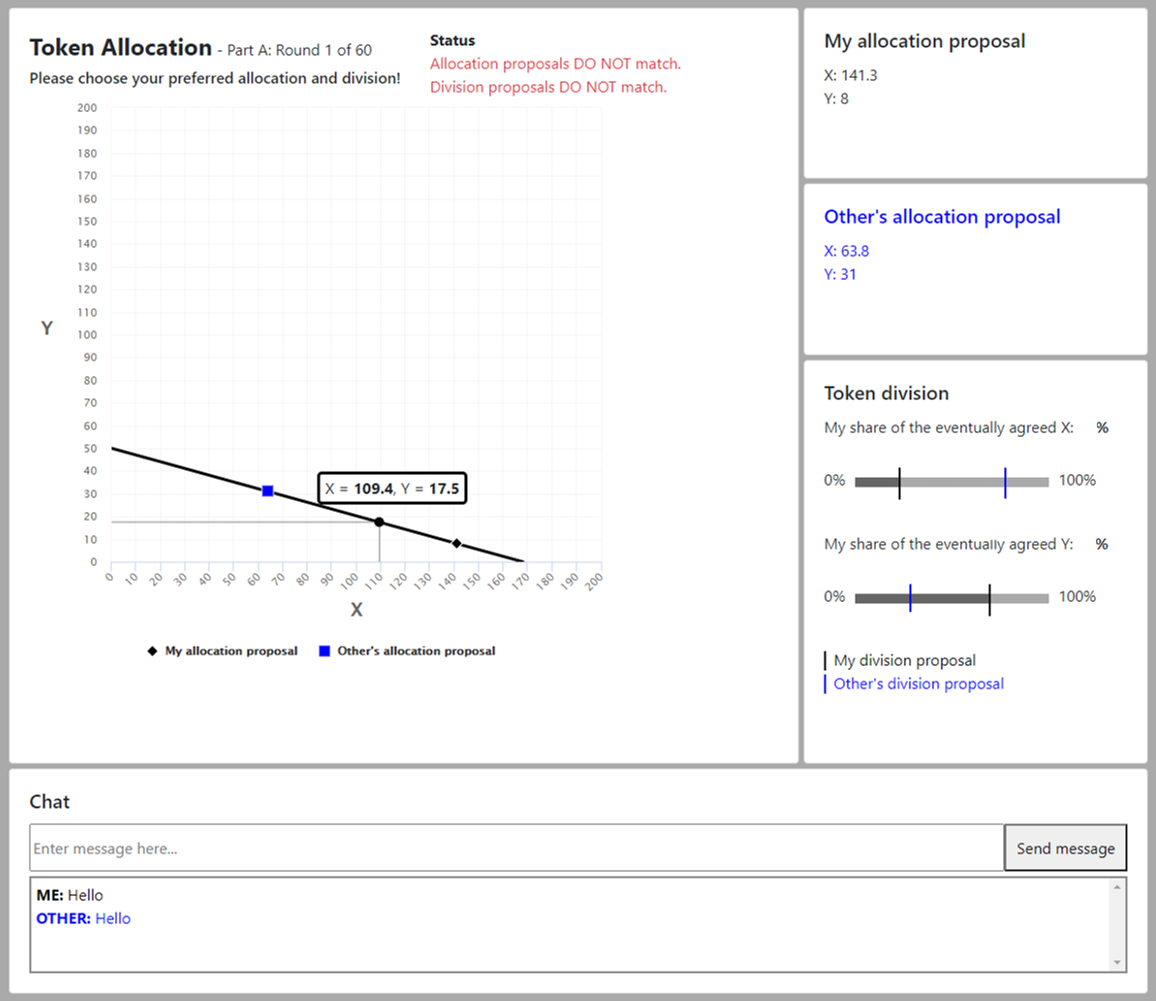 Token Allocation - Part A: Round 1 of 60
Please choose your preferred allocation and division!
Status
Allocation proposals DO NOT match.
Division proposals DO NOT match.
200
190
180
170
160
150
140
130
120
110
100
90
80
70
60
50
40
30
20
10
0
Y
X = 109.4, Y = 17.5
0 10 20 30 40 50 60 70 80 90 100 110 120 130 140 150 160 170 180 190 200
X
My allocation proposal Other's allocation proposal
My allocation proposal
X: 141.3
Y: 8
Other's allocation proposal
X: 63.8
Y: 31
Token division
My share of the eventually agreed X: %
0% 100%
My share of the eventually agreed Y: %
0% 100%
My division proposal
Other's division proposal
Chat
Enter message here...
Send message
ME: Hello
OTHER: Hello